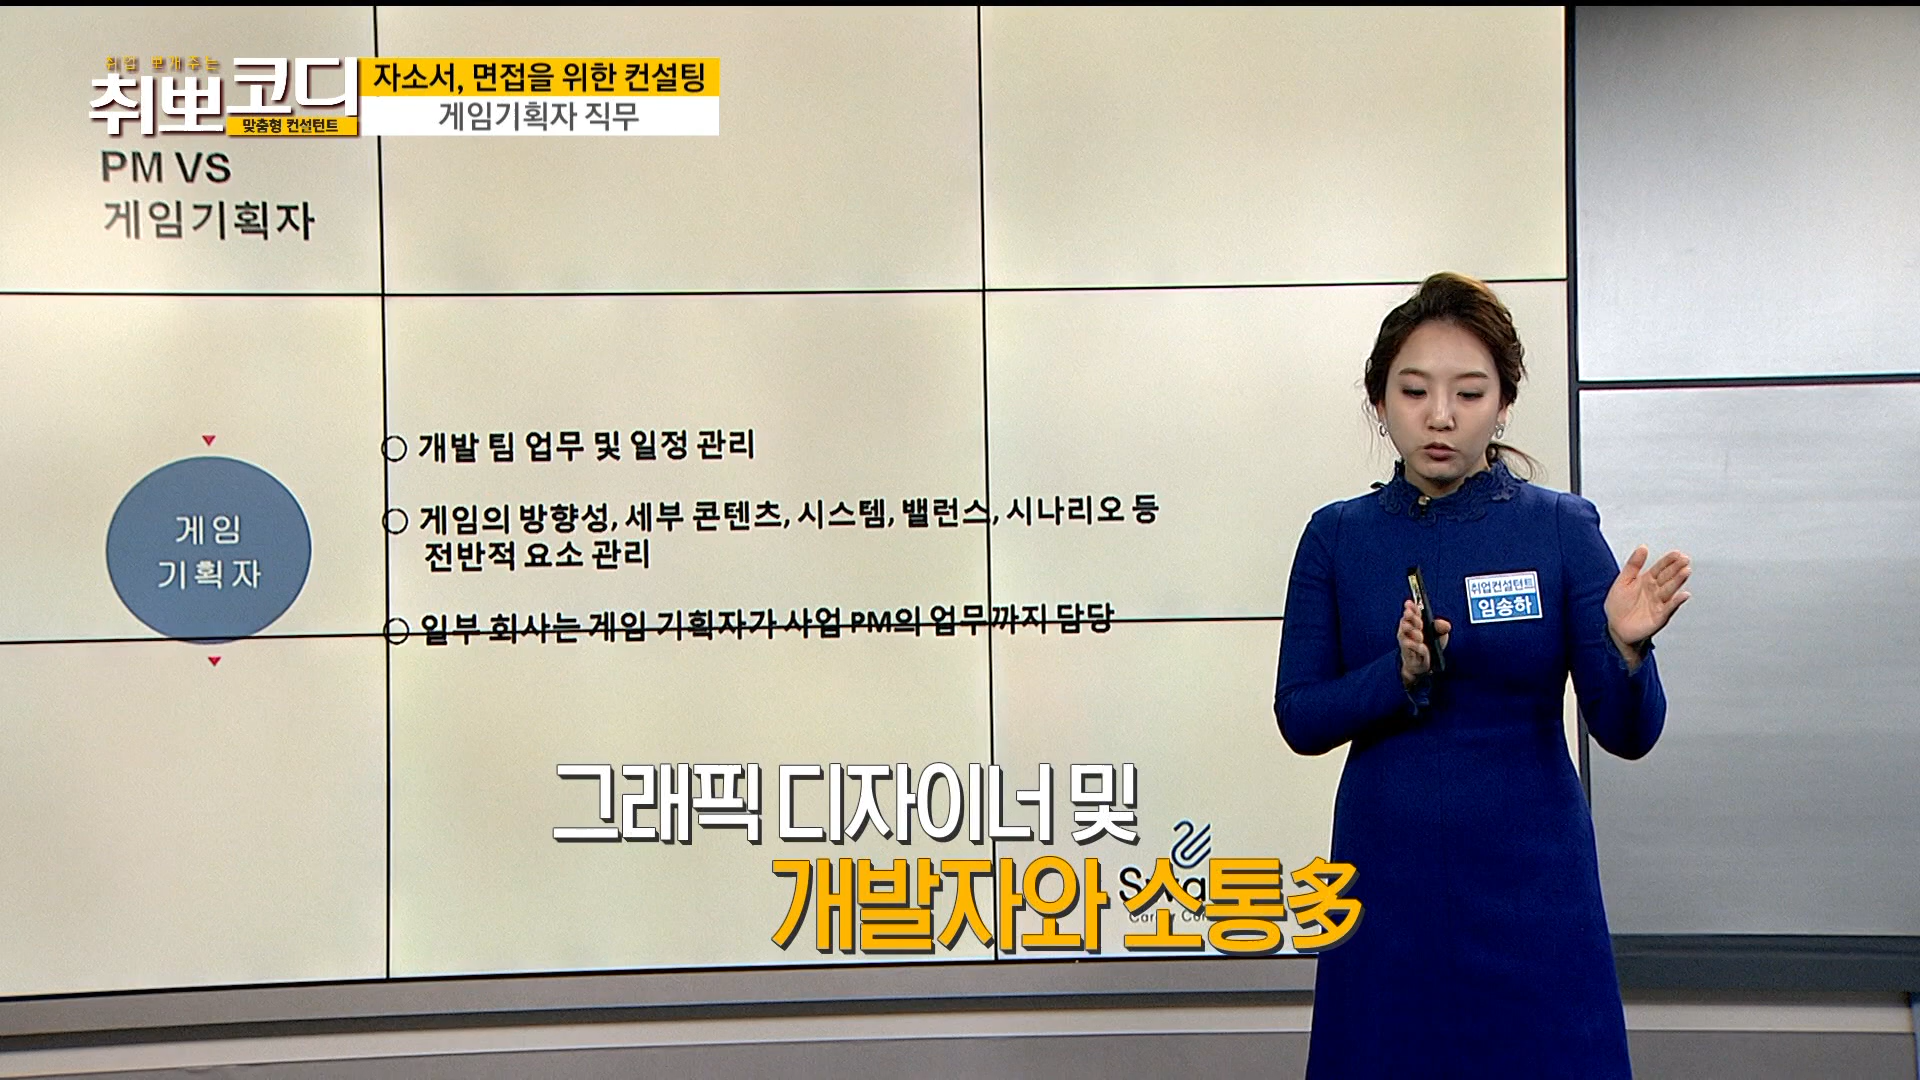 취업 뽀개주는
취뽀코디
맞춤형 컨설턴트
자소서, 면접을 위한 컨설팅
게임기획자 직무
PM VS
게임기획자
게임
기획자
○ 개발 팀 업무 및 일정 관리
○ 게임의 방향성, 세부 콘텐츠, 시스템, 밸런스, 시나리오 등
전반적 요소 관리
○ 일부 회사는 게임 기획자가 사업 PM의 업무까지 담당
취업컨설턴트
임송하
그래픽 디자이너 및
개발자와 소통多